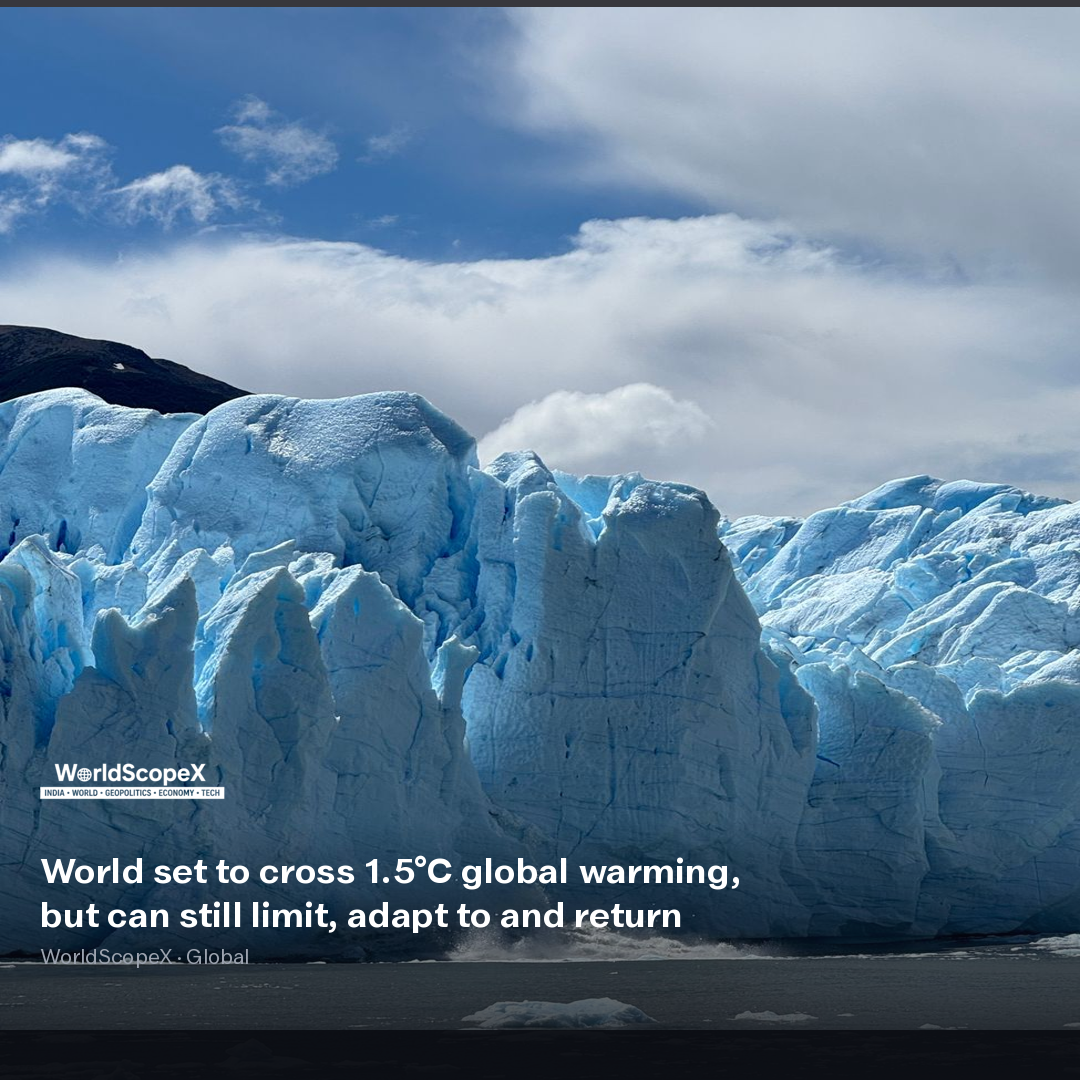 WorldScopeX
INDIA • WORLD • GEOPOLITICS • ECONOMY • TECH
World set to cross 1.5°C global warming,
but can still limit, adapt to and return
WorldScopeX · Global